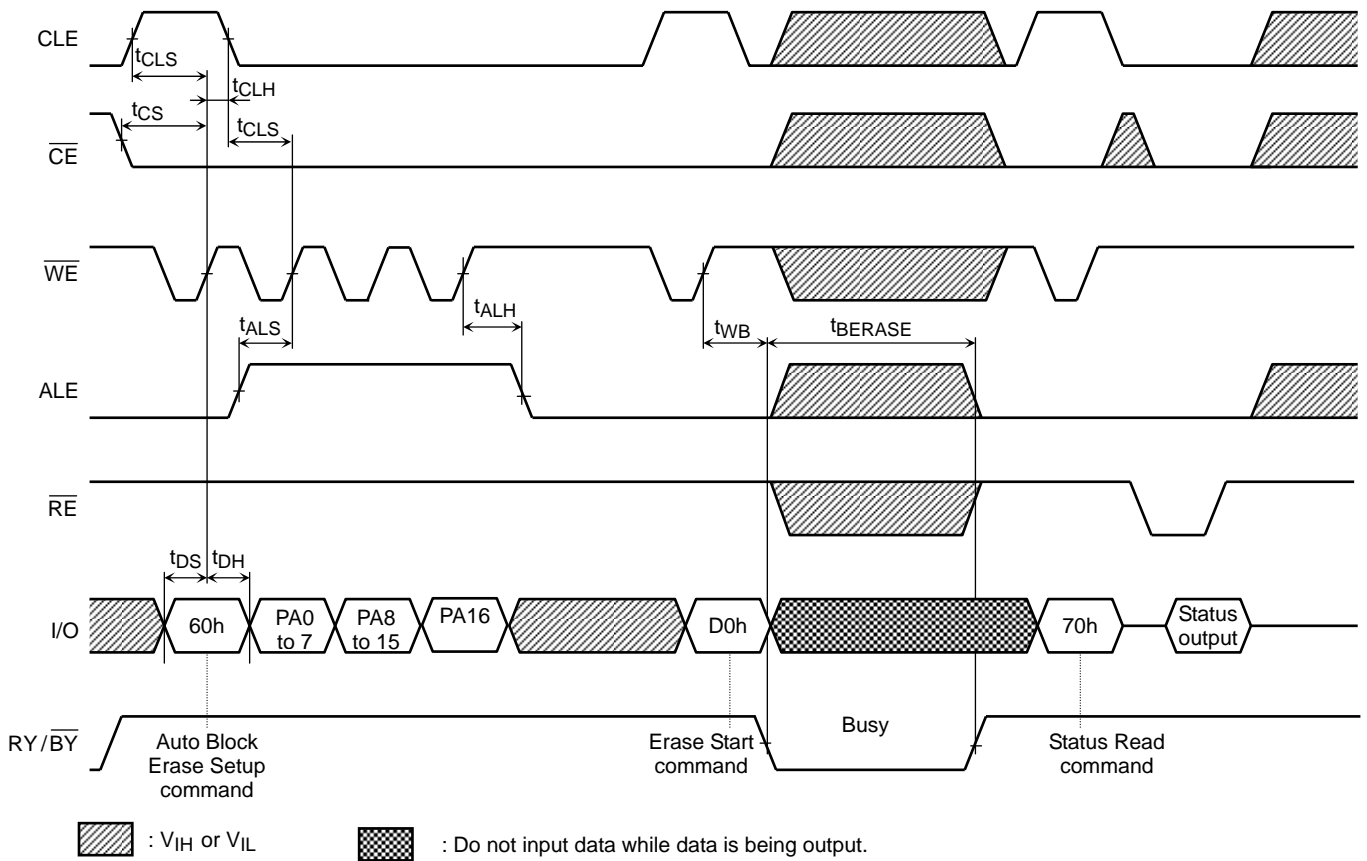 CLE
tCLS
tCLH
tCS
tCLS
CE
WE
tALS
tALH
tWB
tBERASE
ALE
RE
tDS
tDH
I/O
60h
PA0
to 7
PA8
to 15
PA16
D0h
70h
Status
output
RY/BY
Busy
Auto Block
Erase Setup
command
Erase Start
command
Status Read
command
: VIH or VIL
: Do not input data while data is being output.